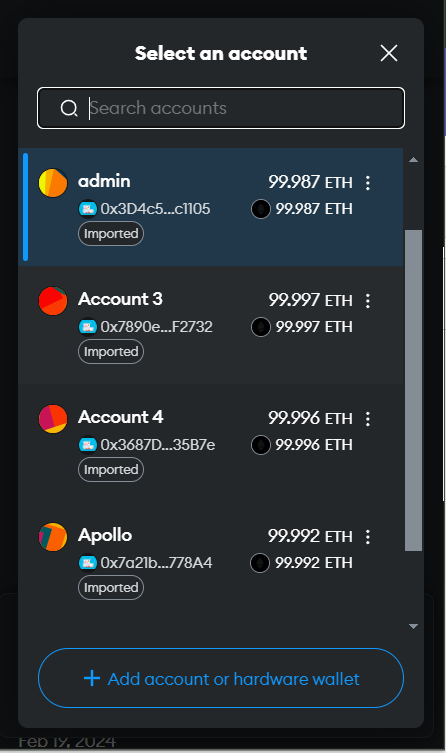 Select an account
Search accounts
admin 99.987 ETH
0x3D4c5...c1105 99.987 ETH
Imported
Account 3 99.997 ETH
0x7890e...F2732 99.997 ETH
Imported
Account 4 99.996 ETH
0x3687D...35B7e 99.996 ETH
Imported
Apollo 99.992 ETH
0x7a21b...778A4 99.992 ETH
Imported
+ Add account or hardware wallet
Feb 19, 2024